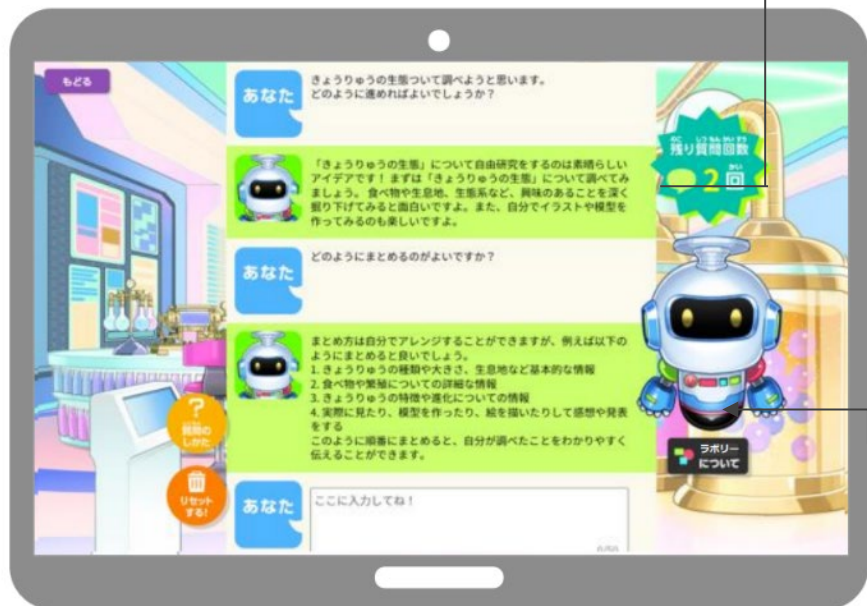 もどる
あなた
きょうりゅうの生態ついて調べようと思います。
どのように進めればよいでしょうか？
「きょうりゅうの生態」について自由研究をするのは素晴らしい
アイデアです！ まずは「きょうりゅうの生態」について調べてみ
ましょう。 食べ物や生息地、生態系など、興味のあることを深く
掘り下げてみると面白いですよ。また、自分でイラストや模型を
作ってみるのも楽しいですよ。
あなた
どのようにまとめるのがよいですか？
まとめ方は自分でアレンジすることができますが、例えば以下の
ようにまとめると良いでしょう。
1. きょうりゅうの種類や大きさ、生息地など基本的な情報
2. 食べ物や繁殖についての詳細な情報
3. きょうりゅうの特徴や進化についての情報
4. 実際に見たり、模型を作ったり、絵を描いたりして感想や発表
をする
このように順番にまとめると、自分が調べたことをわかりやすく
伝えることができます。
あなた
ここに入力してね！
?
質問の
しかた
リセット
する!
のこ しつもんかいすう
残り質問回数
かい
2回
ラボリー
について